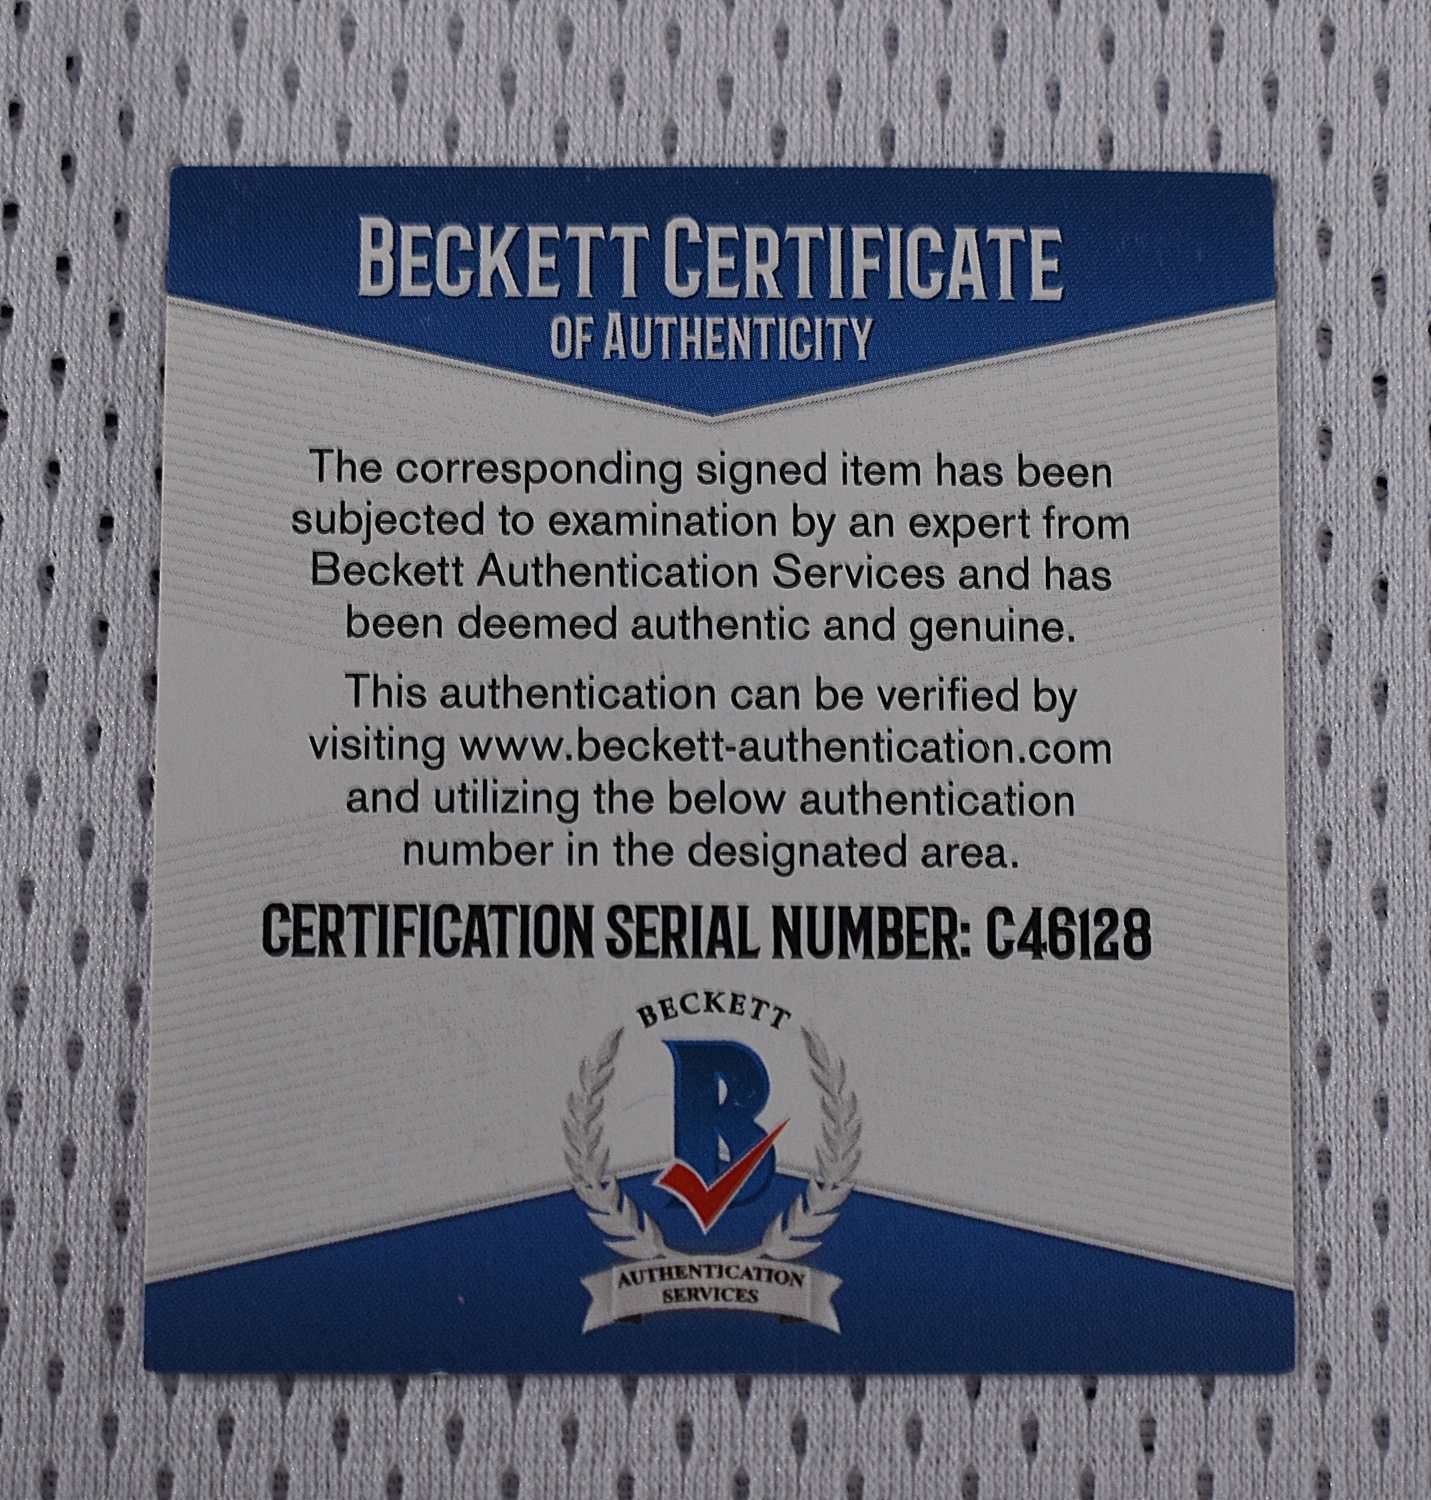 BECKETT CERTIFICATE
OF AUTHENTICITY
The corresponding signed item has been
subjected to examination by an expert from
Beckett Authentication Services and has
been deemed authentic and genuine.
This authentication can be verified by
visiting www.beckett-authentication.com
and utilizing the below authentication
number in the designated area.
CERTIFICATION SERIAL NUMBER: C46128
BECKETT
B
AUTHENTICATION
SERVICES